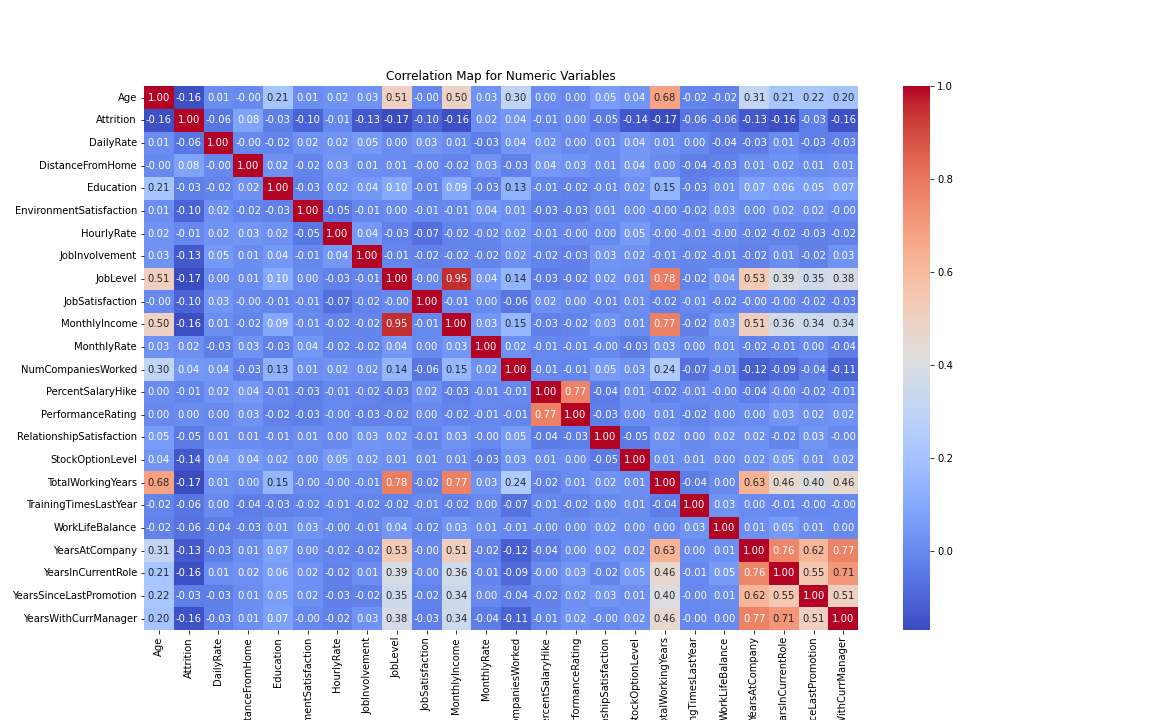 Correlation Map for Numeric Variables
Age 1.00 -0.16 0.01 -0.00 0.21 0.01 0.02 0.03 0.51 -0.00 0.50 0.03 0.30 0.00 0.00 0.05 0.04 0.68 -0.02 -0.02 0.31 0.21 0.22 0.20
Attrition -0.16 1.00 -0.06 0.08 -0.03 -0.10 -0.01 -0.13 -0.17 -0.10 -0.16 0.02 0.04 -0.01 0.00 -0.05 -0.14 -0.17 -0.06 -0.06 -0.13 -0.16 -0.03 -0.16
DailyRate 0.01 -0.06 1.00 -0.00 -0.02 0.02 0.02 0.05 0.00 0.03 0.01 -0.03 0.04 0.02 0.00 0.01 0.04 0.01 0.00 -0.04 -0.03 0.01 -0.03 -0.03
DistanceFromHome -0.00 0.08 -0.00 1.00 0.02 -0.02 0.03 0.01 0.01 -0.00 -0.02 0.03 -0.03 0.04 0.03 0.01 0.04 0.00 -0.04 -0.03 0.01 0.02 0.01 0.01
Education 0.21 -0.03 -0.02 0.02 1.00 -0.03 0.02 0.04 0.10 -0.01 0.09 -0.03 0.13 -0.01 -0.02 -0.01 0.02 0.15 -0.03 0.01 0.07 0.06 0.05 0.07
EnvironmentSatisfaction 0.01 -0.10 0.02 -0.02 -0.03 1.00 -0.05 -0.01 0.00 -0.01 -0.01 0.04 0.01 -0.03 -0.03 0.01 0.00 -0.00 -0.02 0.03 0.00 0.02 0.02 -0.00
HourlyRate 0.02 -0.01 0.02 0.03 0.02 -0.05 1.00 0.04 -0.03 -0.07 -0.02 -0.02 0.02 -0.01 -0.00 0.00 0.05 -0.00 -0.01 -0.00 -0.02 -0.02 -0.03 -0.02
JobInvolvement 0.03 -0.13 0.05 0.01 0.04 -0.01 0.04 1.00 -0.01 -0.02 -0.02 -0.02 0.02 -0.02 -0.03 0.03 0.02 -0.01 -0.02 -0.01 -0.02 0.01 -0.02 0.03
JobLevel 0.51 -0.17 0.00 0.01 0.10 0.00 -0.03 -0.01 1.00 -0.00 0.95 0.04 0.14 -0.03 -0.02 0.02 0.01 0.78 -0.02 0.04 0.53 0.39 0.35 0.38
JobSatisfaction -0.00 -0.10 0.03 -0.00 -0.01 -0.01 -0.07 -0.02 -0.00 1.00 -0.01 0.00 -0.06 0.02 0.00 -0.01 0.01 -0.02 -0.01 -0.02 -0.00 -0.00 -0.02 -0.03
MonthlyIncome 0.50 -0.16 0.01 -0.02 0.09 -0.01 -0.02 -0.02 0.95 -0.01 1.00 0.03 0.15 -0.03 -0.02 0.03 0.01 0.77 -0.02 0.03 0.51 0.36 0.34 0.34
MonthlyRate 0.03 0.02 -0.03 0.03 -0.03 0.04 -0.02 -0.02 0.04 0.00 0.03 1.00 0.02 -0.01 -0.01 -0.00 -0.03 0.03 0.00 0.01 -0.02 -0.01 0.00 -0.04
NumCompaniesWorked 0.30 0.04 0.04 -0.03 0.13 0.01 0.02 0.02 0.14 -0.06 0.15 0.02 1.00 -0.01 -0.01 0.05 0.03 0.24 -0.07 -0.01 -0.12 -0.09 -0.04 -0.11
PercentSalaryHike 0.00 -0.01 0.02 0.04 -0.01 -0.03 -0.01 -0.02 -0.03 0.02 -0.03 -0.01 -0.01 1.00 0.77 -0.04 0.01 -0.02 -0.01 -0.00 -0.04 -0.00 -0.02 -0.01
PerformanceRating 0.00 0.00 0.00 0.03 -0.02 -0.03 -0.00 -0.03 -0.02 0.00 -0.02 -0.01 -0.01 0.77 1.00 -0.03 0.00 0.01 -0.02 0.00 0.00 0.03 0.02 0.02
RelationshipSatisfaction 0.05 -0.05 0.01 0.01 -0.01 0.01 0.00 0.03 0.02 -0.01 0.03 -0.00 0.05 -0.04 -0.03 1.00 -0.05 0.02 0.00 0.02 0.02 -0.02 0.03 -0.00
StockOptionLevel 0.04 -0.14 0.04 0.04 0.02 0.00 0.05 0.02 0.01 0.01 0.01 -0.03 0.03 0.01 0.00 -0.05 1.00 0.01 0.01 0.00 0.02 0.05 0.01 0.02
TotalWorkingYears 0.68 -0.17 0.01 0.00 0.15 -0.00 -0.00 -0.01 0.78 -0.02 0.77 0.03 0.24 -0.02 0.01 0.02 0.01 1.00 -0.04 0.00 0.63 0.46 0.40 0.46
TrainingTimesLastYear -0.02 -0.06 0.00 -0.04 -0.03 -0.02 -0.01 -0.02 -0.02 -0.01 -0.02 0.00 -0.07 -0.01 -0.02 0.00 0.01 -0.04 1.00 0.03 0.00 -0.01 -0.00 -0.00
WorkLifeBalance -0.02 -0.06 -0.04 -0.03 0.01 0.03 -0.00 -0.01 0.04 -0.02 0.03 0.01 -0.01 -0.00 0.00 0.02 0.00 0.00 0.03 1.00 0.01 0.05 0.01 0.00
YearsAtCompany 0.31 -0.13 -0.03 0.01 0.07 0.00 -0.02 -0.02 0.53 -0.00 0.51 -0.02 -0.12 -0.04 0.00 0.02 0.02 0.63 0.00 0.01 1.00 0.76 0.62 0.77
YearsInCurrentRole 0.21 -0.16 0.01 0.02 0.06 0.02 -0.02 0.01 0.39 -0.00 0.36 -0.01 -0.09 -0.00 0.03 -0.02 0.05 0.46 -0.01 0.05 0.76 1.00 0.55 0.71
YearsSinceLastPromotion 0.22 -0.03 -0.03 0.01 0.05 0.02 -0.03 -0.02 0.35 -0.02 0.34 0.00 -0.04 -0.02 0.02 0.03 0.01 0.40 -0.00 0.01 0.62 0.55 1.00 0.51
YearsWithCurrManager 0.20 -0.16 -0.03 0.01 0.07 -0.00 -0.02 0.03 0.38 -0.03 0.34 -0.04 -0.11 -0.01 0.02 -0.00 0.02 0.46 -0.00 0.00 0.77 0.71 0.51 1.00
Age
Attrition
DailyRate
tanceFromHome
Education
mentSatisfaction
HourlyRate
JobInvolvement
JobLevel
JobSatisfaction
MonthlyIncome
MonthlyRate
ompaniesWorked
ercentSalaryHike
rformanceRating
nshipSatisfaction
tockOptionLevel
otalWorkingYears
ngTimesLastYear
WorkLifeBalance
YearsAtCompany
arsInCurrentRole
ceLastPromotion
WithCurrManager
1.0
0.8
0.6
0.4
0.2
0.0